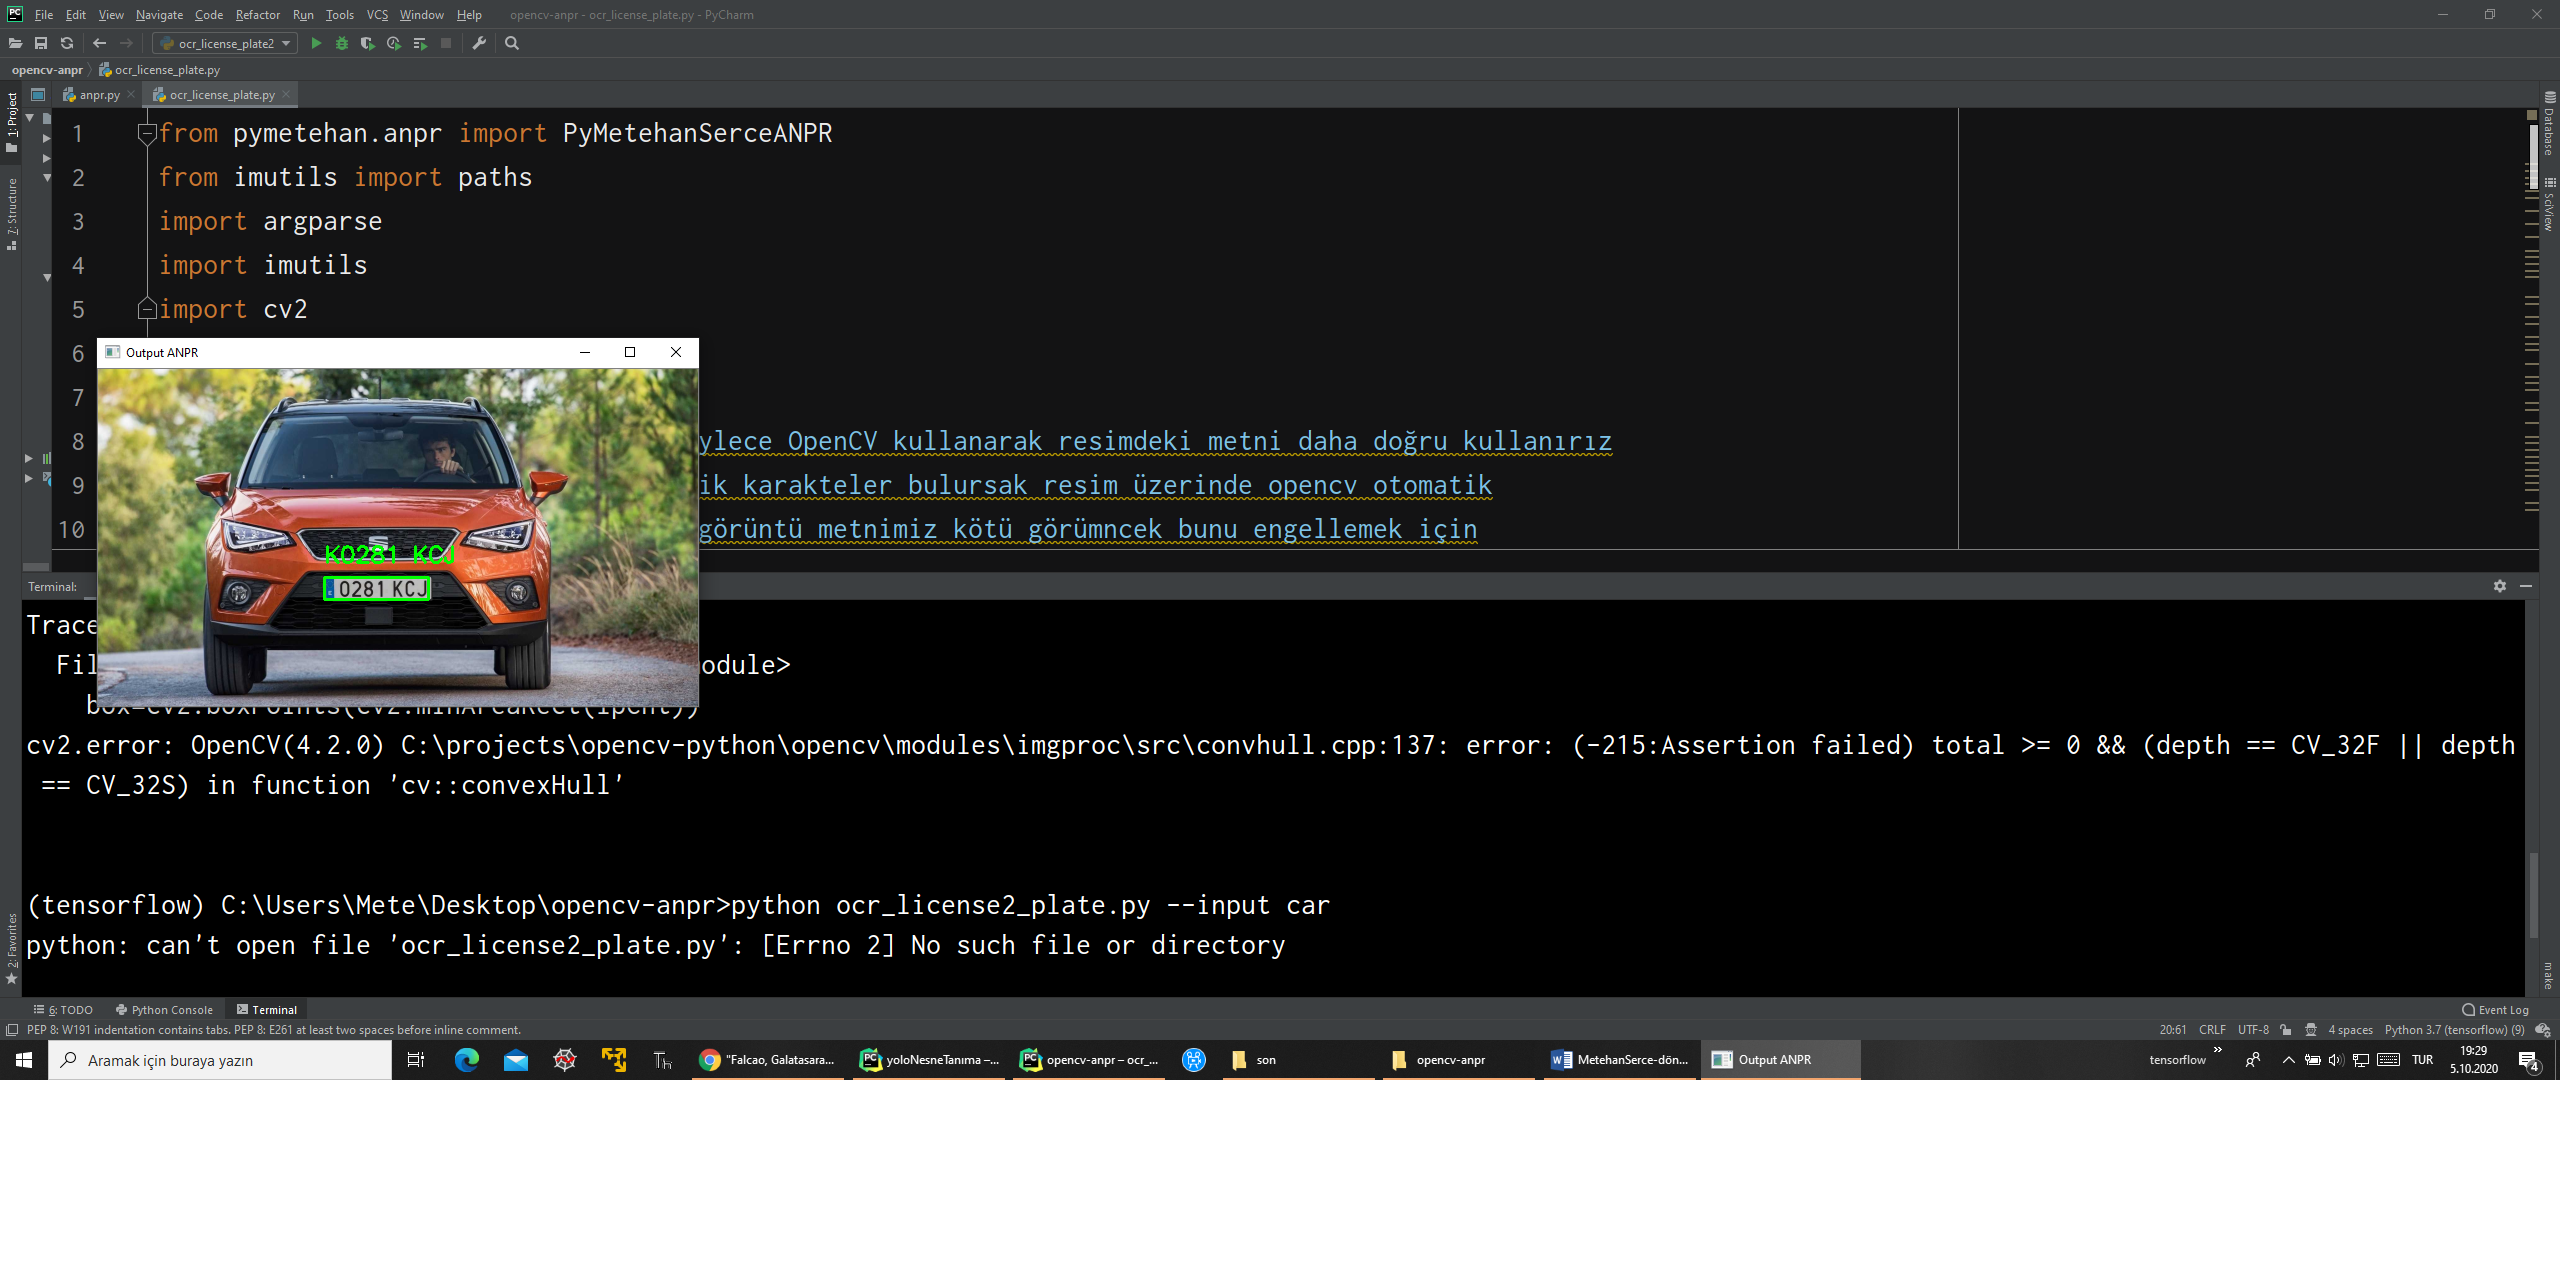 File Edit View Navigate Code Refactor Run Tools VCS Window Help opencv-anpr - ocr_license_plate.py - PyCharm
ocr_license_plate2
opencv-anpr ocr_license_plate.py
anpr.py ocr_license_plate.py
1: Project
7: Structure
2: Favorites
Database
SciView
make
1 from pymetehan.anpr import PyMetehanSerceANPR
2 from imutils import paths
3 import argparse
4 import imutils
5 import cv2
6
7
8 ylece OpenCV kullanarak resimdeki metni daha doğru kullanırız
9 ik karakteler bulursak resim üzerinde opencv otomatik
10 görüntü metnimiz kötü görümncek bunu engellemek için
Output ANPR
K0281 KCJ
E 0281 KCJ
Terminal:
Trace
Fil odule>
box=cv2.boxPoints(cv2.minAreaRect(lpCnt))
cv2.error: OpenCV(4.2.0) C:\projects\opencv-python\opencv\modules\imgproc\src\convhull.cpp:137: error: (-215:Assertion failed) total >= 0 && (depth == CV_32F || depth
== CV_32S) in function 'cv::convexHull'
(tensorflow) C:\Users\Mete\Desktop\opencv-anpr>python ocr_license2_plate.py --input car
python: can't open file 'ocr_license2_plate.py': [Errno 2] No such file or directory
6: TODO Python Console Terminal Event Log
PEP 8: W191 indentation contains tabs. PEP 8: E261 at least two spaces before inline comment. 20:61 CRLF UTF-8 4 spaces Python 3.7 (tensorflow) (9)
Aramak için buraya yazın "Falcao, Galatasara... yoloNesneTanıma –... opencv-anpr – ocr_... son opencv-anpr MetehanSerce-dön... Output ANPR tensorflow TUR 19:29
5.10.2020
4